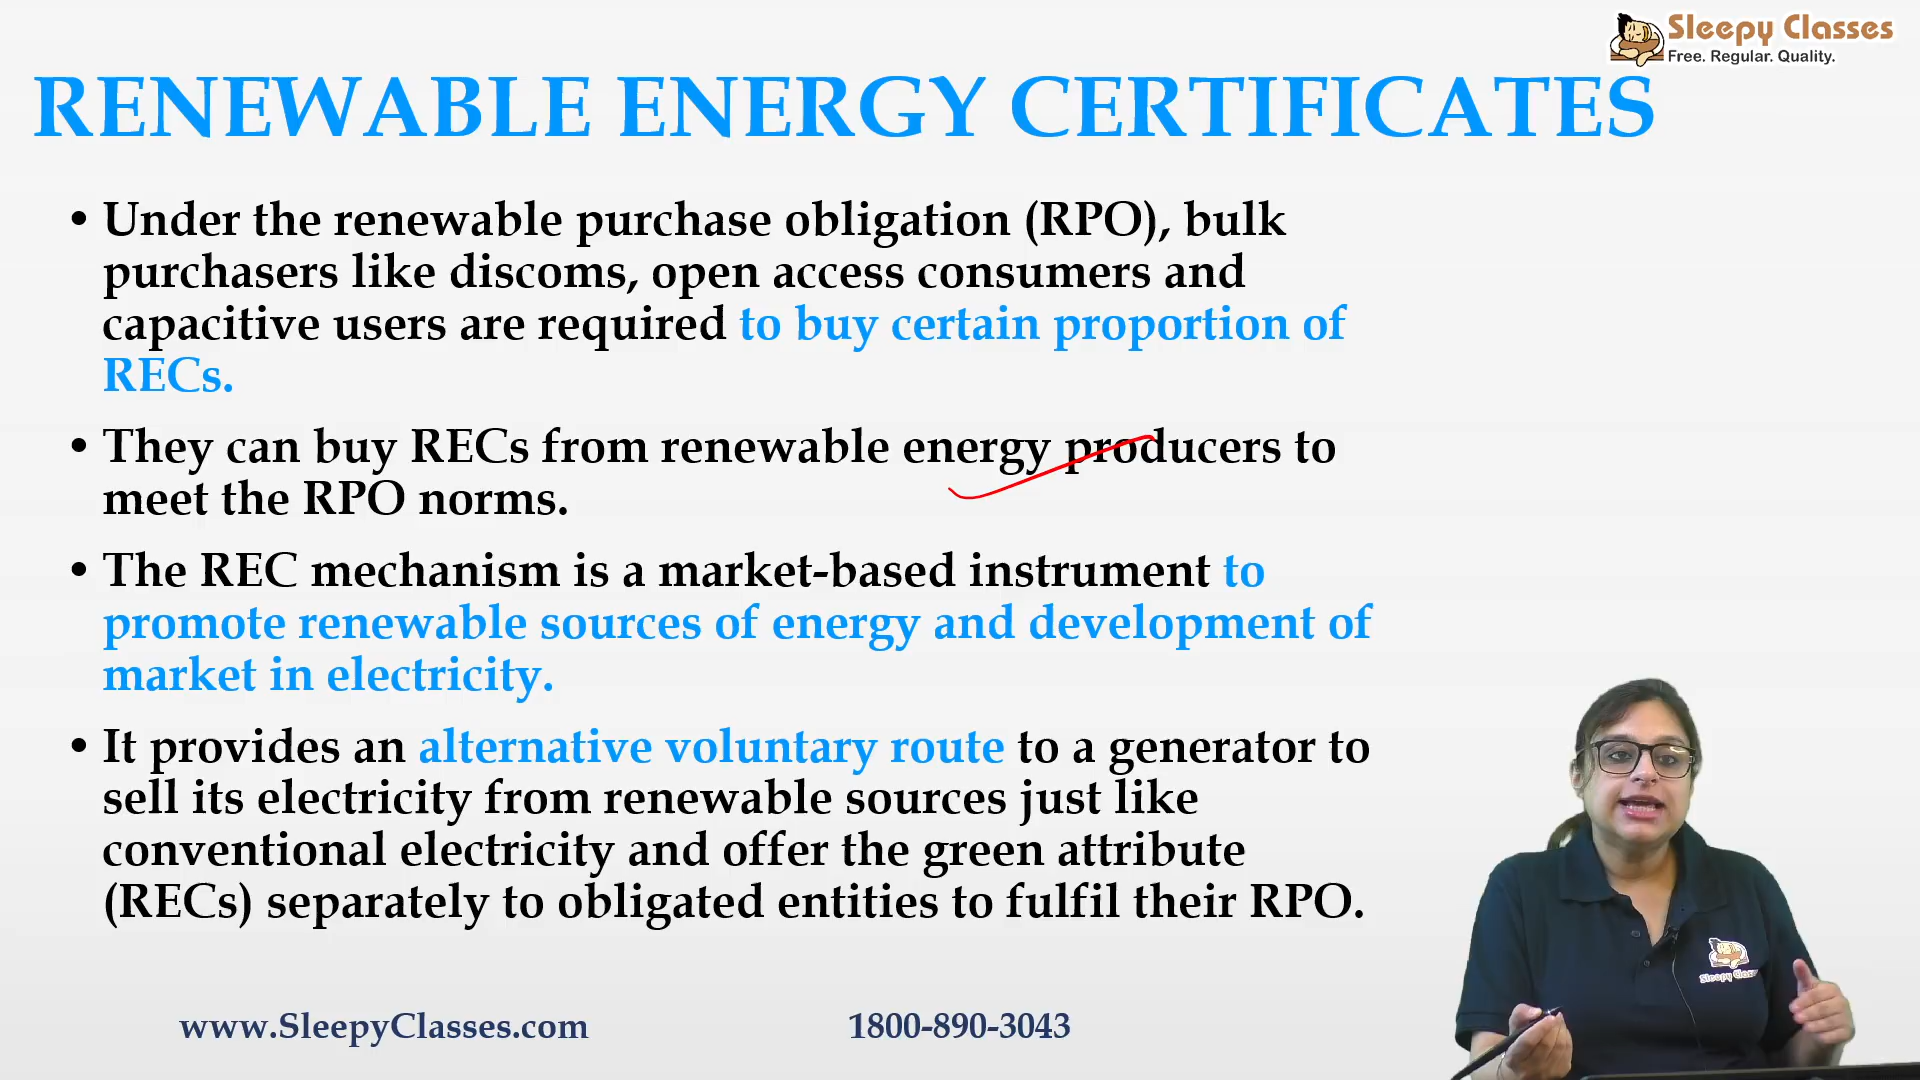 Sleepy Classes
Free. Regular. Quality.
RENEWABLE ENERGY CERTIFICATES
• Under the renewable purchase obligation (RPO), bulk
purchasers like discoms, open access consumers and
capacitive users are required to buy certain proportion of
RECs.
• They can buy RECs from renewable energy producers to
meet the RPO norms.
• The REC mechanism is a market-based instrument to
promote renewable sources of energy and development of
market in electricity.
• It provides an alternative voluntary route to a generator to
sell its electricity from renewable sources just like
conventional electricity and offer the green attribute
(RECs) separately to obligated entities to fulfil their RPO.
Sleepy Classes
www.SleepyClasses.com 1800-890-3043